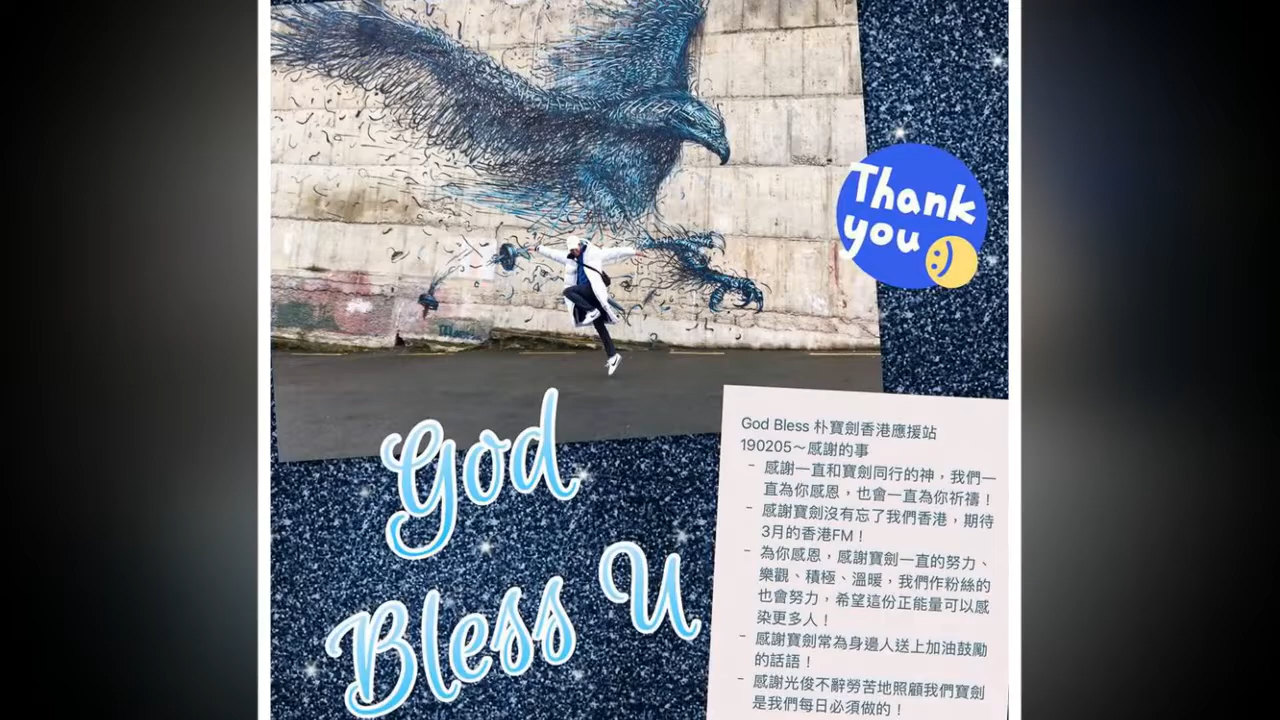 Thank
you
God
Bless U
God Bless 朴寶劍香港應援站
190205～感謝的事
- 感謝一直和寶劍同行的神，我們一
直為你感恩，也會一直為你祈禱！
- 感謝寶劍沒有忘了我們香港，期待
3月的香港FM！
- 為你感恩，感謝寶劍一直的努力、
樂觀、積極、溫暖，我們作粉絲的
也會努力，希望這份正能量可以感
染更多人！
- 感謝寶劍常為身邊人送上加油鼓勵
的話語！
- 感謝光俊不辭勞苦地照顧我們寶劍
是我們每日必須做的！